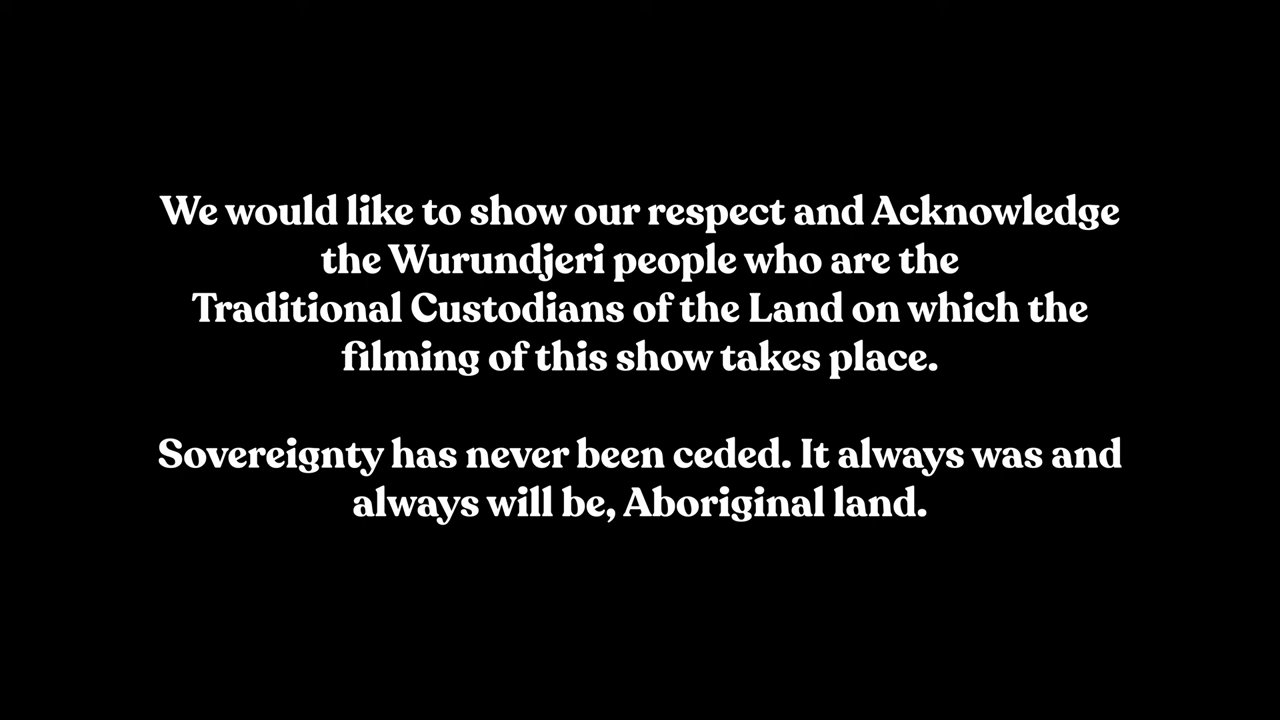 We would like to show our respect and Acknowledge
the Wurundjeri people who are the
Traditional Custodians of the Land on which the
filming of this show takes place.
Sovereignty has never been ceded. It always was and
always will be, Aboriginal land.